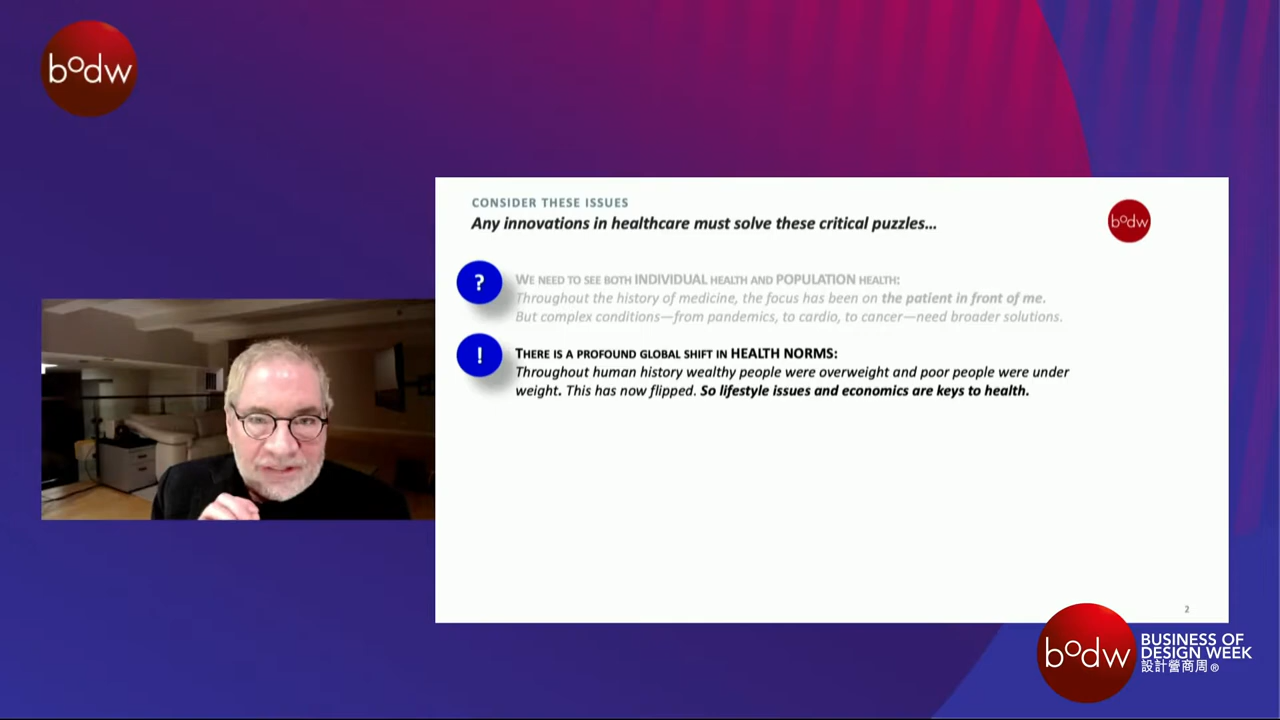 bodw
CONSIDER THESE ISSUES
Any innovations in healthcare must solve these critical puzzles...
bodw
?
WE NEED TO SEE BOTH INDIVIDUAL HEALTH AND POPULATION HEALTH:
Throughout the history of medicine, the focus has been on the patient in front of me.
But complex conditions—from pandemics, to cardio, to cancer—need broader solutions.
!
THERE IS A PROFOUND GLOBAL SHIFT IN HEALTH NORMS:
Throughout human history wealthy people were overweight and poor people were under
weight. This has now flipped. So lifestyle issues and economics are keys to health.
2
bodw
BUSINESS OF
DESIGN WEEK
設計營商周®